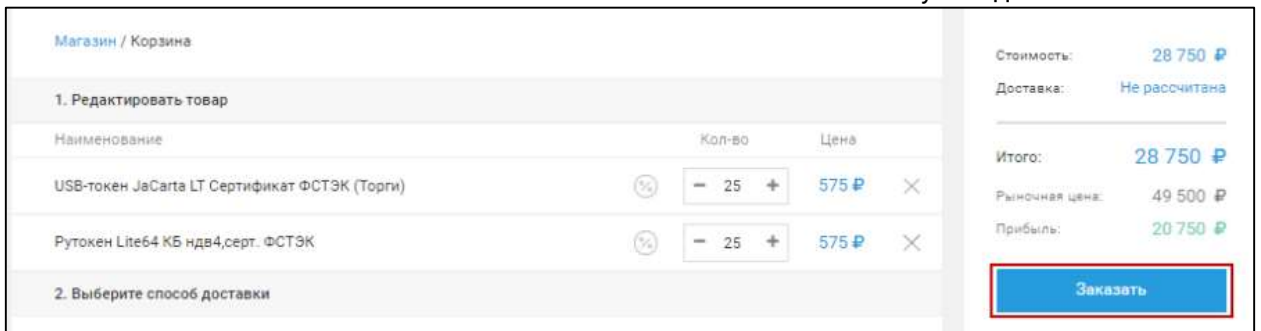 Магазин / Корзина
1. Редактировать товар
Наименование Кол-во Цена
USB-токен JaCarta LT Сертификат ФСТЭК (Торги) % − 25 + 575 ₽ ×
Рутокен Lite64 КБ ндв4,серт. ФСТЭК % − 25 + 575 ₽ ×
2. Выберите способ доставки
Стоимость: 28 750 ₽
Доставка: Не рассчитана
Итого: 28 750 ₽
Рыночная цена: 49 500 ₽
Прибыль: 20 750 ₽
Заказать